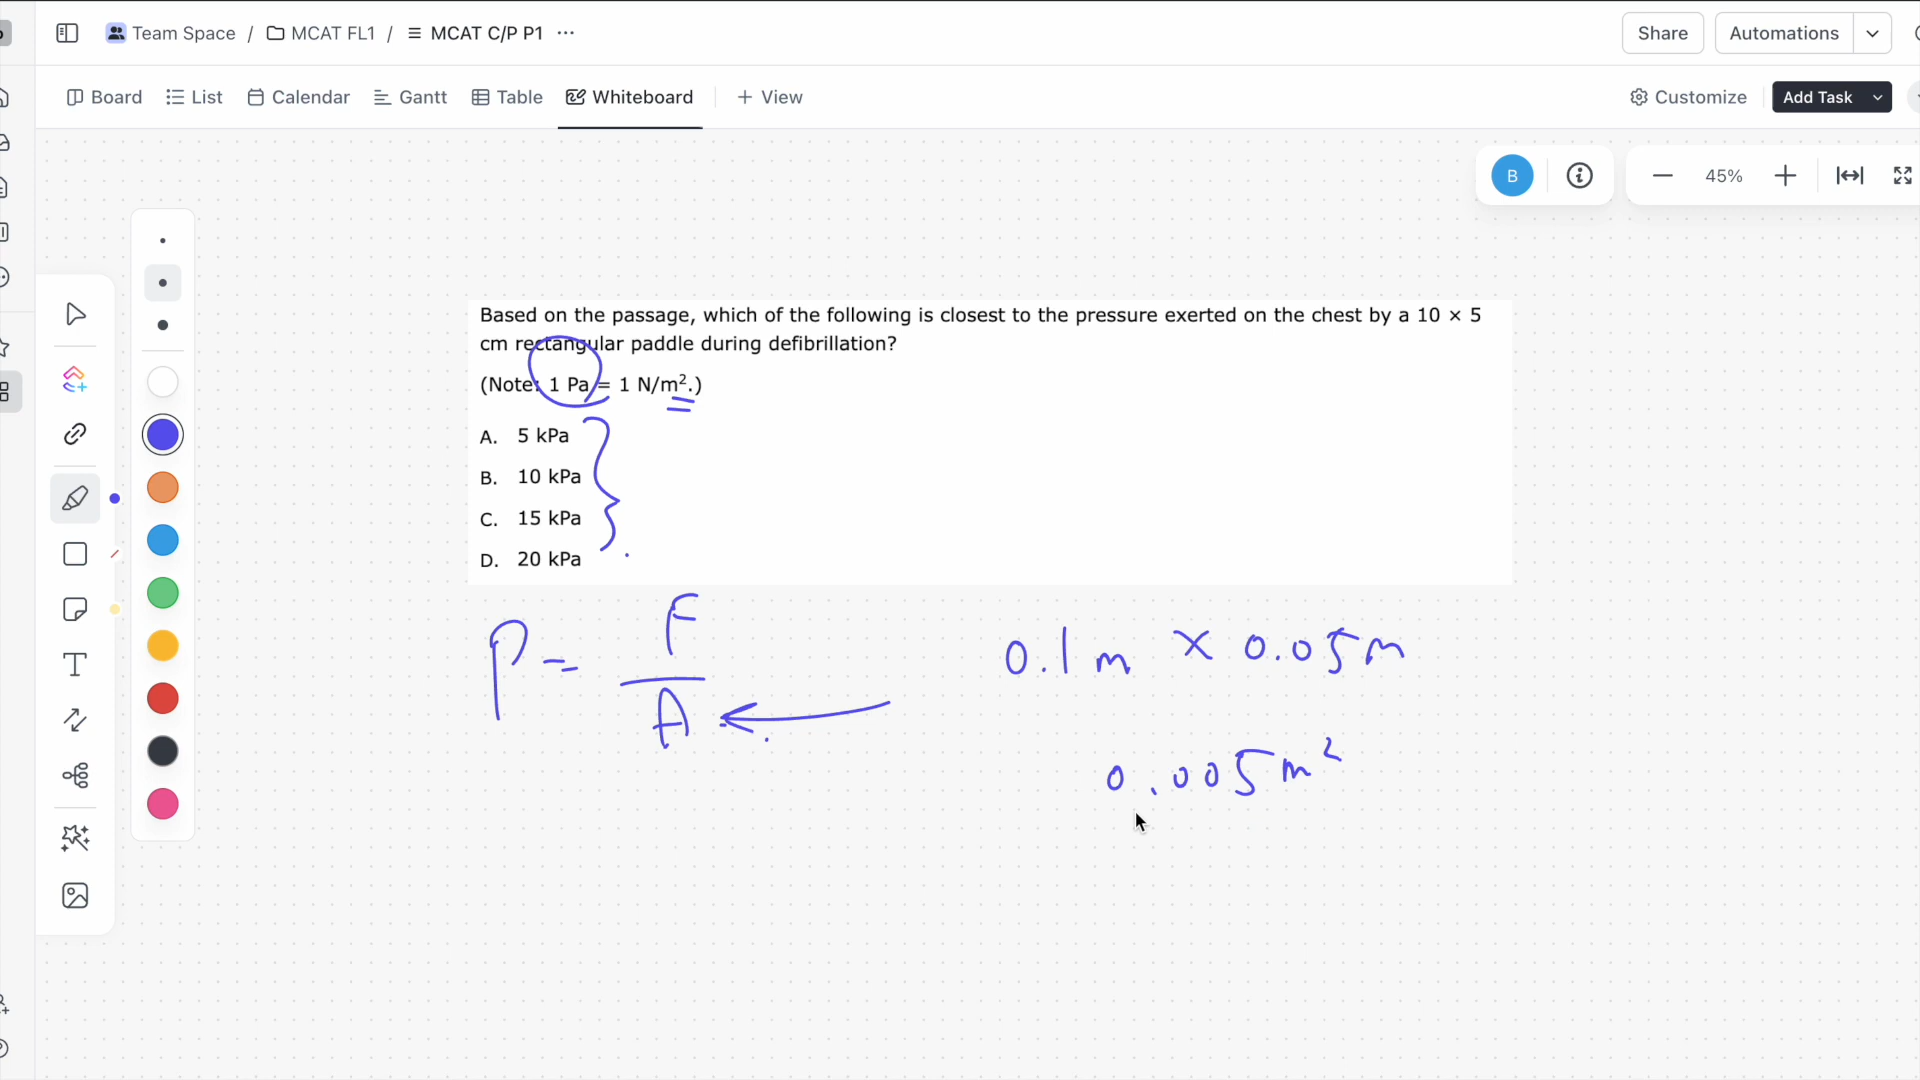 Team Space / MCAT FL1 / MCAT C/P P1 ...
Share
Automations
Board
List
Calendar
Gantt
Table
Whiteboard
+ View
Customize
Add Task
B
45%
Based on the passage, which of the following is closest to the pressure exerted on the chest by a 10 × 5
cm rectangular paddle during defibrillation?
(Note: 1 Pa = 1 N/m².)
A. 5 kPa
B. 10 kPa
C. 15 kPa
D. 20 kPa
P = F / A
0.1 m × 0.05 m
0.005 m²